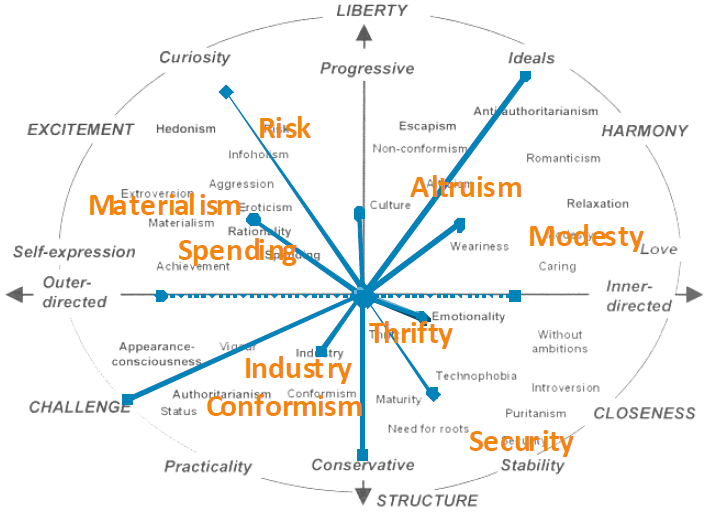 LIBERTY
Curiosity
Ideals
Progressive
Antiauthoritarianism
EXCITEMENT
Hedonism
Risk
Escapism
HARMONY
Infohorism
Non-conformism
Romanticism
Extroversion
Aggression
Altruism
Materialism
Eroticism
Culture
Relaxation
Materialism
Rationality
Modesty
Self-expression
Spending
Spending
Weariness
Love
Achievement
Caring
Outer-directed
Inner-directed
Emotionality
Thrifty
Without
ambitions
Appearance-
consciousness
Vigour
Industry
Industry
Technophobia
Introversion
Authoritarianism
Conformism
Maturity
CHALLENGE
Status
Conformism
Puritanism
CLOSENESS
Need for roots
Security
Practicality
Conservative
Stability
STRUCTURE